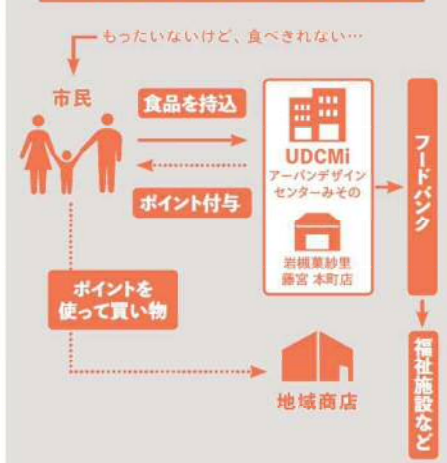 もったいないけど、食べきれない…
市民
食品を持込
ポイント付与
UDCMi
アーバンデザイン
センターみその
岩槻菓紗里
藤宮 本町店
フードバンク
ポイントを
使って買い物
地域商店
福祉施設など